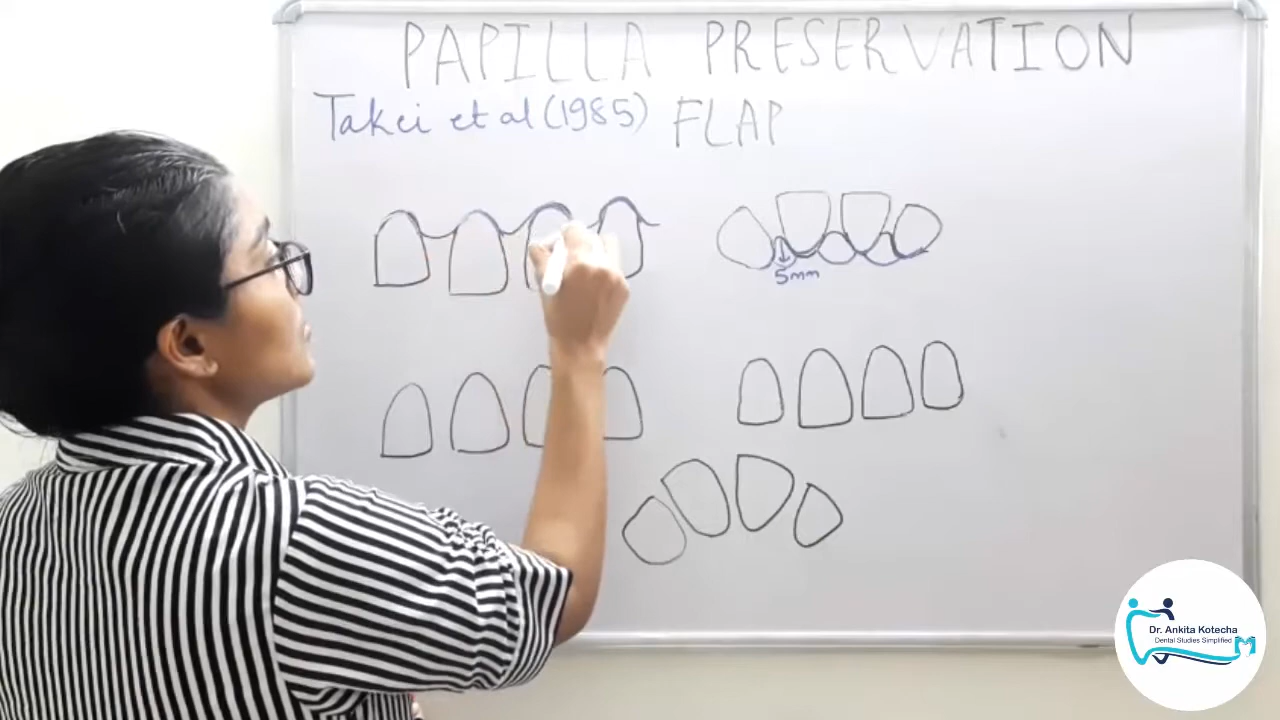 PAPILLA PRESERVATION
Takei et al (1985) FLAP
5mm
Dr. Ankita Kotecha
Dental Studies Simplified